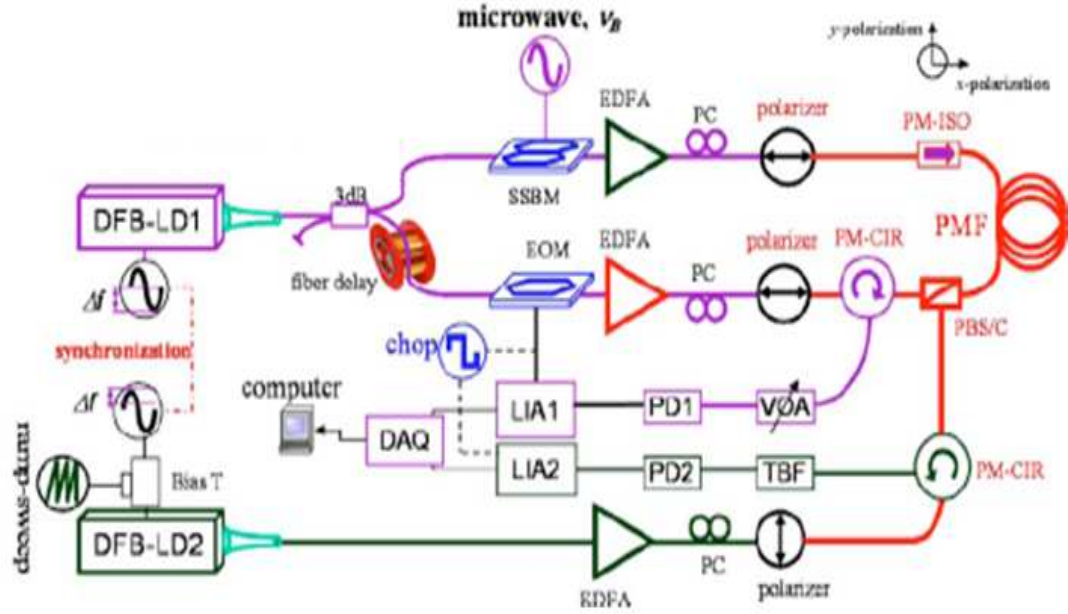 microwave, νB
y-polarization
x-polarization
EDFA
PC
polarizer
PM-ISO
3dB
SSBM
DFB-LD1
PMF
fiber delay
EOM
EDFA
PC
polarizer
PM-CIR
PBS/C
Δf
synchronization
chop
Δf
computer
LIA1
PD1
VOA
DAQ
LIA2
PD2
TBF
PM-CIR
ramp-sweep
Bias T
DFB-LD2
EDFA
PC
polarizer